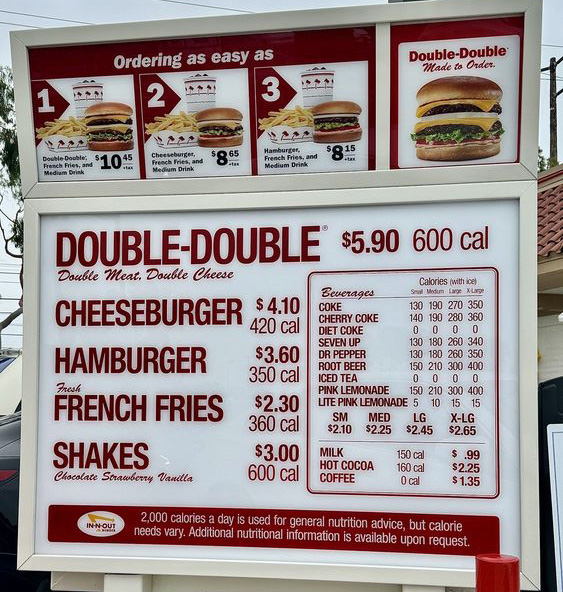 Ordering as easy as
1
Double-Double,
French Fries, and
Medium Drink
$10 45
+tax
2
Cheeseburger,
French Fries, and
Medium Drink
$8 65
+tax
3
Hamburger,
French Fries, and
Medium Drink
$8 15
+tax
Double-Double®
Made to Order.
DOUBLE-DOUBLE® $5.90 600 cal
Double Meat. Double Cheese
CHEESEBURGER $4.10
420 cal
HAMBURGER $3.60
350 cal
Fresh
FRENCH FRIES $2.30
360 cal
SHAKES $3.00
Chocolate Strawberry Vanilla 600 cal
Calories (with ice)
Beverages Small Medium Large X-Large
COKE 130 190 270 350
CHERRY COKE 140 190 280 360
DIET COKE 0 0 0 0
SEVEN UP 130 180 260 340
DR PEPPER 130 180 260 350
ROOT BEER 150 210 300 400
ICED TEA 0 0 0 0
PINK LEMONADE 150 210 300 400
LITE PINK LEMONADE 5 10 15 15
SM MED LG X-LG
$2.10 $2.25 $2.45 $2.65
MILK 150 cal $ .99
HOT COCOA 160 cal $2.25
COFFEE 0 cal $1.35
IN-N-OUT
BURGER
2,000 calories a day is used for general nutrition advice, but calorie
needs vary. Additional nutritional information is available upon request.